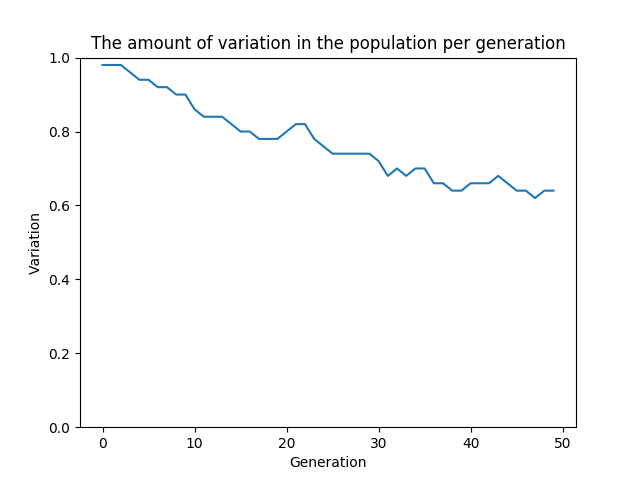 The amount of variation in the population per generation
1.0
0.8
0.6
0.4
0.2
0.0
Variation
0 10 20 30 40 50
Generation